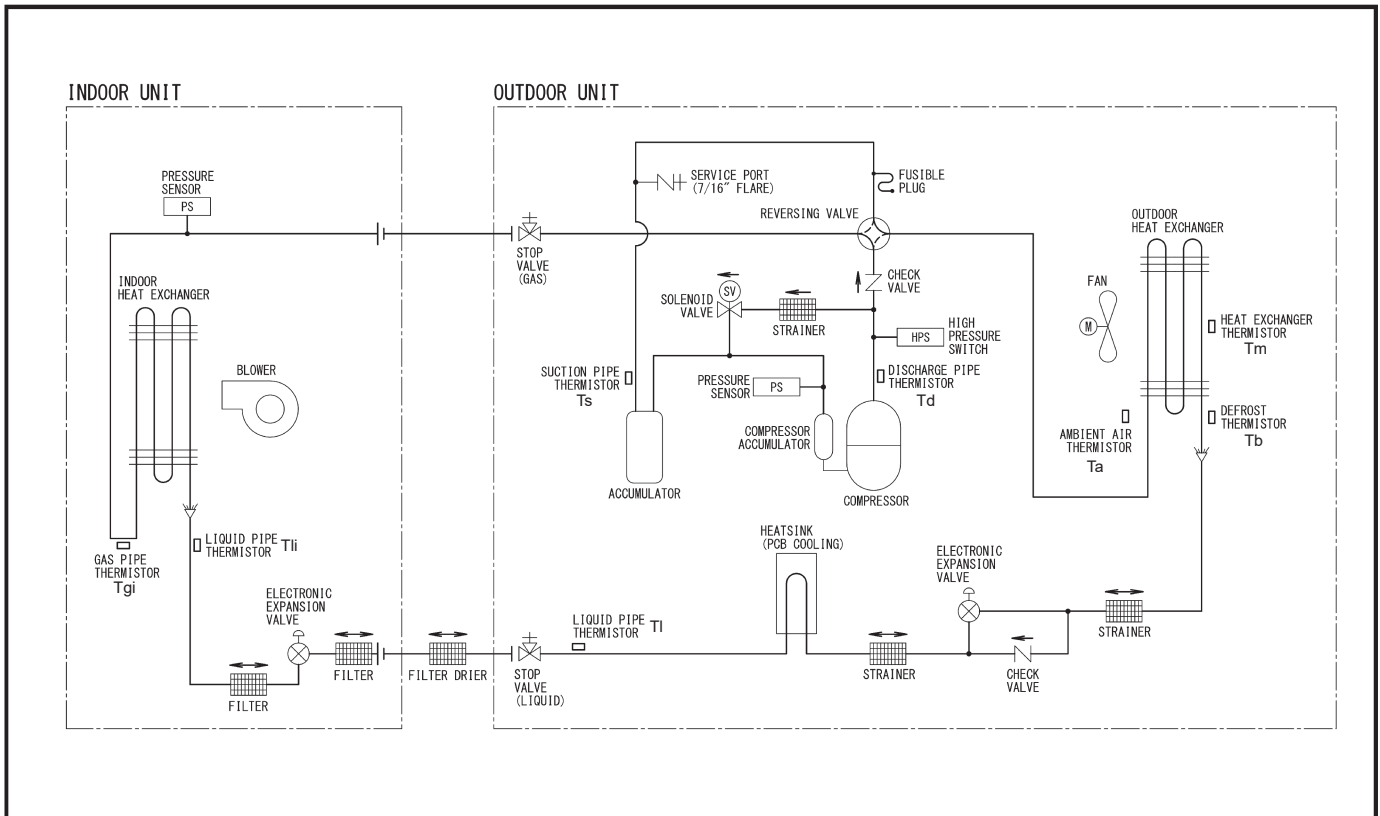 INDOOR UNIT
OUTDOOR UNIT
PRESSURE
SENSOR
PS
SERVICE PORT
(7/16" FLARE)
FUSIBLE
PLUG
REVERSING VALVE
OUTDOOR
HEAT EXCHANGER
STOP
VALVE
(GAS)
INDOOR
HEAT EXCHANGER
CHECK
VALVE
FAN
M
SOLENOID
VALVE
SV
STRAINER
HPS
HIGH
PRESSURE
SWITCH
HEAT EXCHANGER
THERMISTOR
Tm
BLOWER
SUCTION PIPE
THERMISTOR
Ts
PRESSURE
SENSOR
PS
DISCHARGE PIPE
THERMISTOR
Td
DEFROST
THERMISTOR
Tb
AMBIENT AIR
THERMISTOR
Ta
COMPRESSOR
ACCUMULATOR
ACCUMULATOR
COMPRESSOR
LIQUID PIPE
THERMISTOR Tli
GAS PIPE
THERMISTOR
Tgi
HEATSINK
(PCB COOLING)
ELECTRONIC
EXPANSION
VALVE
ELECTRONIC
EXPANSION
VALVE
LIQUID PIPE
THERMISTOR Tl
STRAINER
FILTER
FILTER
FILTER DRIER
STOP
VALVE
(LIQUID)
STRAINER
CHECK
VALVE